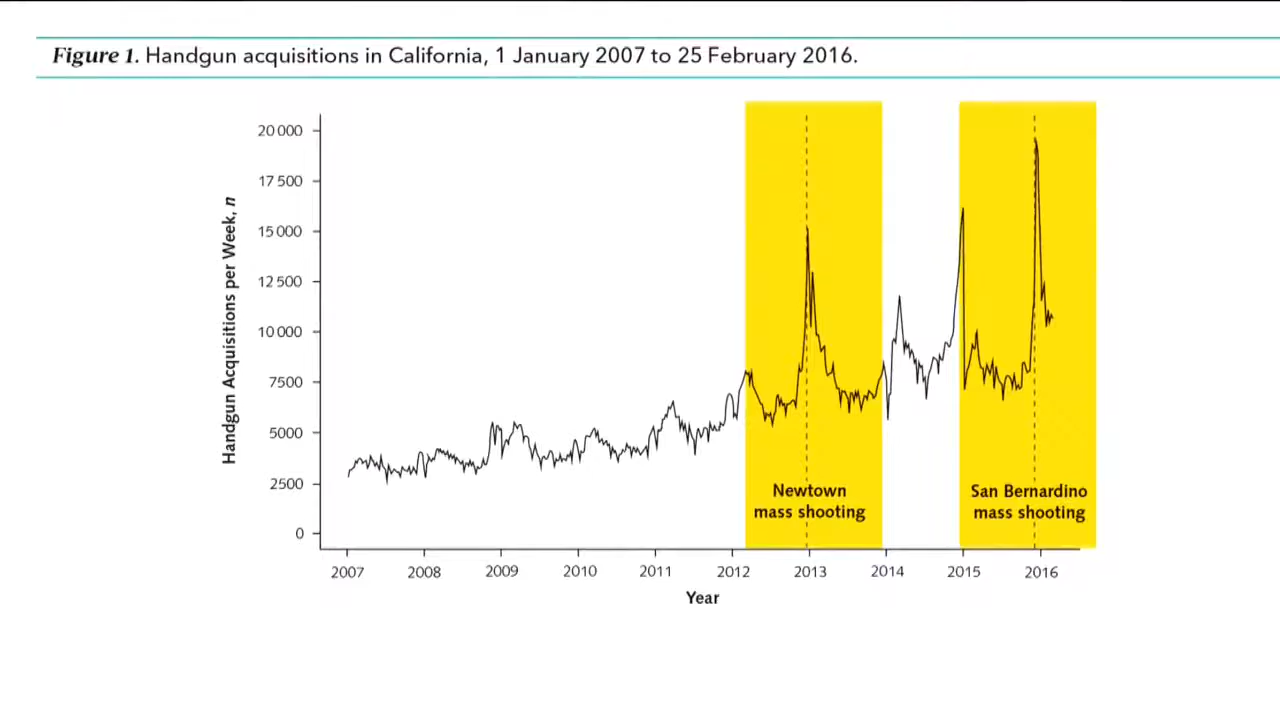 Figure 1. Handgun acquisitions in California, 1 January 2007 to 25 February 2016.
Handgun Acquisitions per Week, n
20 000
17 500
15 000
12 500
10 000
7500
5000
2500
0
Newtown
mass shooting
San Bernardino
mass shooting
2007 2008 2009 2010 2011 2012 2013 2014 2015 2016
Year